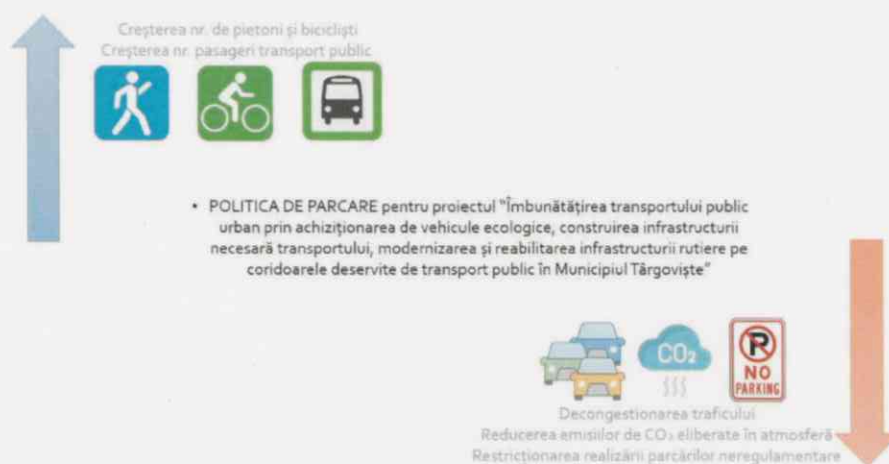 Creșterea nr. de pietoni și bicicliști
Creșterea nr. pasageri transport public
• POLITICA DE PARCARE pentru proiectul "Îmbunătățirea transportului public
urban prin achiziționarea de vehicule ecologice, construirea infrastructurii
necesară transportului, modernizarea și reabilitarea infrastructurii rutiere pe
coridoarele deservite de transport public în Municipiul Târgoviște"
CO₂
P
NO
PARKING
Decongestionarea traficului
Reducerea emisiilor de CO₂ eliberate în atmosferă
Restricționarea realizării parcărilor neregulamentare